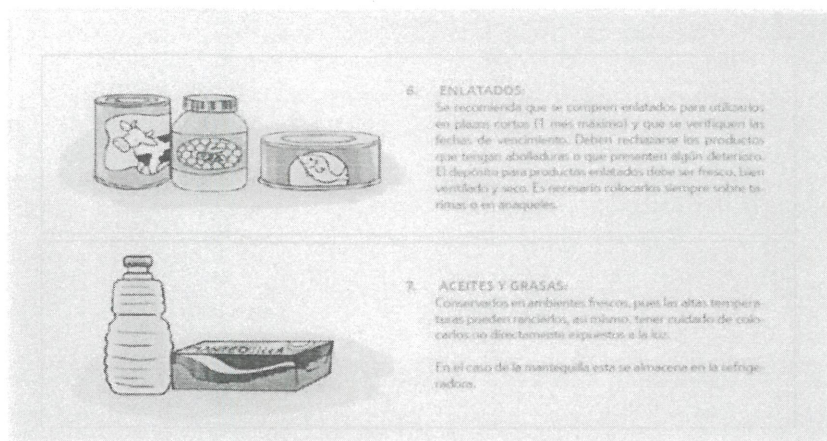 6. ENLATADOS:
Se recomienda que se compren enlatados para utilizarlos
en plazos cortos (1 mes máximo) y que se verifiquen las
fechas de vencimiento. Deben rechazarse los productos
que tengan abolladuras o que presenten algún deterioro.
El depósito para productos enlatados debe ser fresco, bien
ventilado y seco. Es necesario colocarlos siempre sobre ta-
rimas o en anaqueles.
7. ACEITES Y GRASAS:
Conservarlos en ambientes frescos, pues las altas tempera-
turas pueden ranciarlos, así mismo, tener cuidado de colo-
carlos no directamente expuestos a la luz.
MANTEQUILLA
En el caso de la mantequilla esta se almacena en la refrige-
radora.